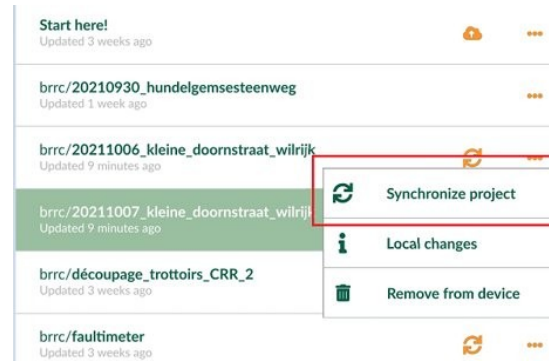 Start here!
Updated 3 weeks ago
brrc/20210930_hundelgemsesteenweg
Updated 1 week ago
brrc/20211006_kleine_doornstraat_wilrijk
Updated 9 minutes ago
brrc/20211007_kleine_doornstraat_wilrijk
Updated 9 minutes ago
Synchronize project
Local changes
Remove from device
brrc/découpage_trottoirs_CRR_2
Updated 3 weeks ago
brrc/faultimeter
Updated 3 weeks ago